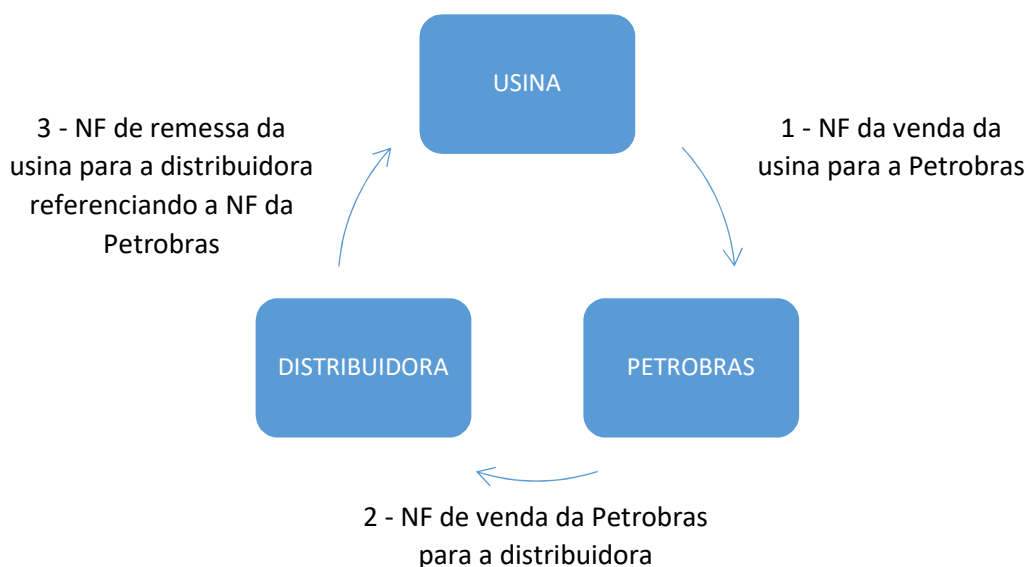 USINA
3 - NF de remessa da
usina para a distribuidora
referenciando a NF da
Petrobras
1 - NF da venda da
usina para a Petrobras
DISTRIBUIDORA
PETROBRAS
2 - NF de venda da Petrobras
para a distribuidora